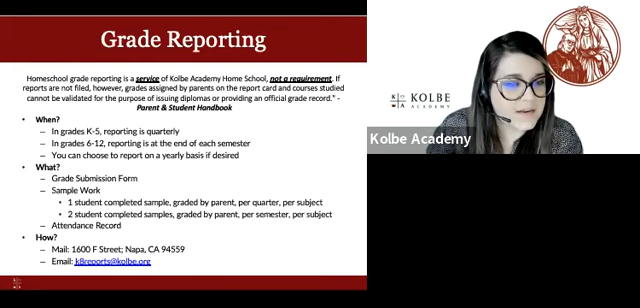 Grade Reporting
Homeschool grade reporting is a service of Kolbe Academy Home School, not a requirement. If
reports are not filed, however, grades assigned by parents on the report card and courses studied
cannot be validated for the purpose of issuing diplomas or providing an official grade record." -
Parent & Student Handbook
• When?
– In grades K-5, reporting is quarterly
– In grades 6-12, reporting is at the end of each semester
– You can choose to report on a yearly basis if desired
• What?
– Grade Submission Form
– Sample Work
• 1 student completed sample, graded by parent, per quarter, per subject
• 2 student completed samples, graded by parent, per semester, per subject
– Attendance Record
• How?
– Mail: 1600 F Street; Napa, CA 94559
– Email: k8reports@kolbe.org
K A
KOLBE
ACADEMY
Kolbe Academy